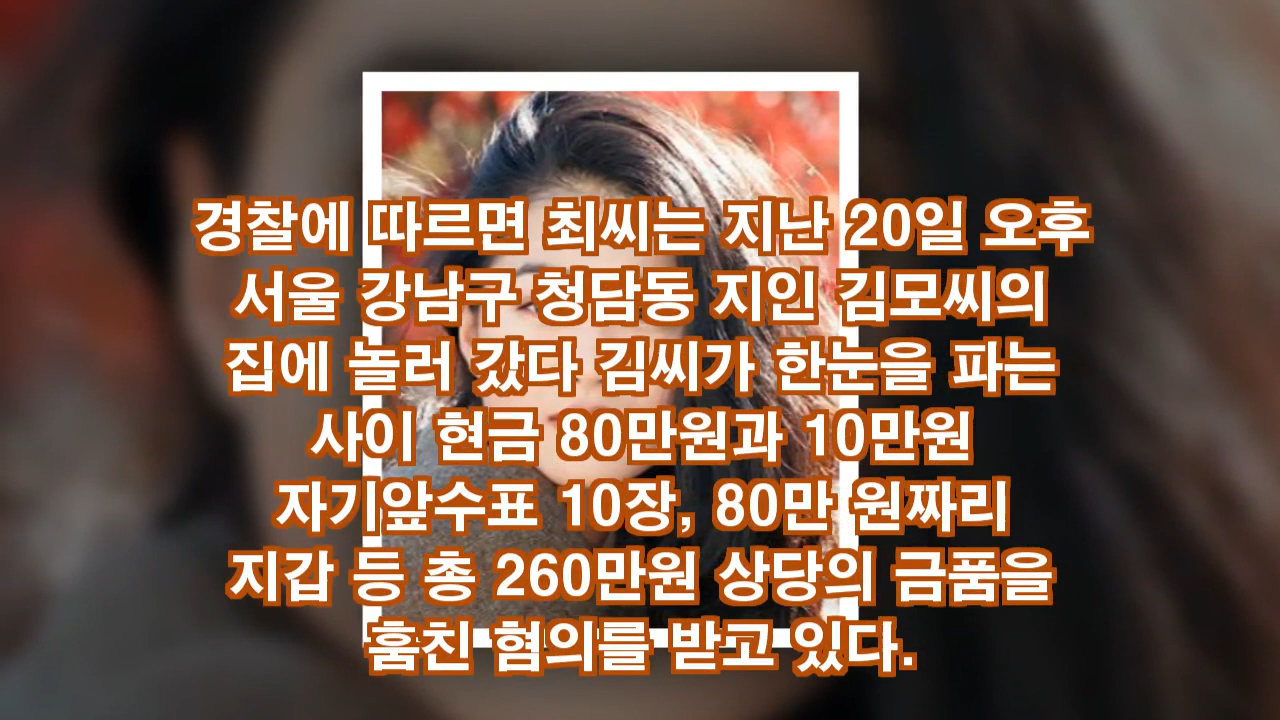 경찰에 따르면 최씨는 지난 20일 오후
서울 강남구 청담동 지인 김모씨의
집에 놀러 갔다 김씨가 한눈을 파는
사이 현금 80만원과 10만원
자기앞수표 10장, 80만 원짜리
지갑 등 총 260만원 상당의 금품을
훔친 혐의를 받고 있다.